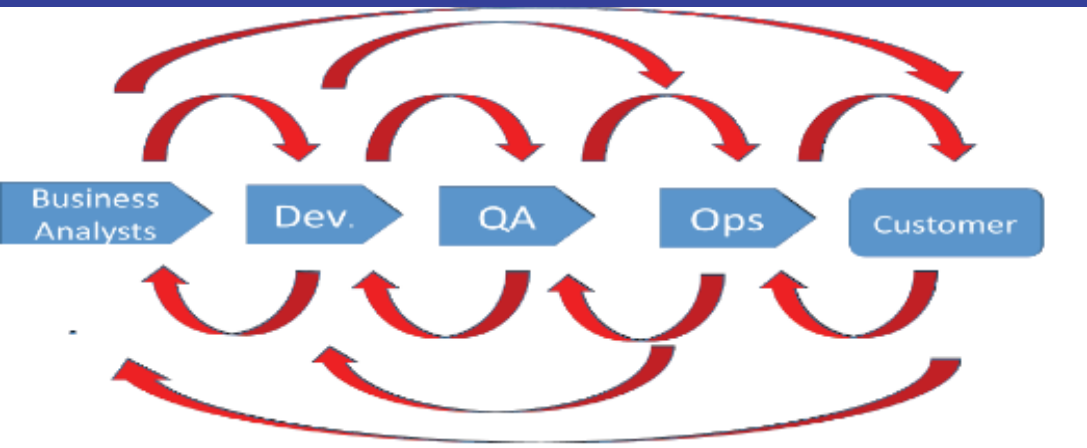 Business
Analysts
Dev.
QA
Ops
Customer